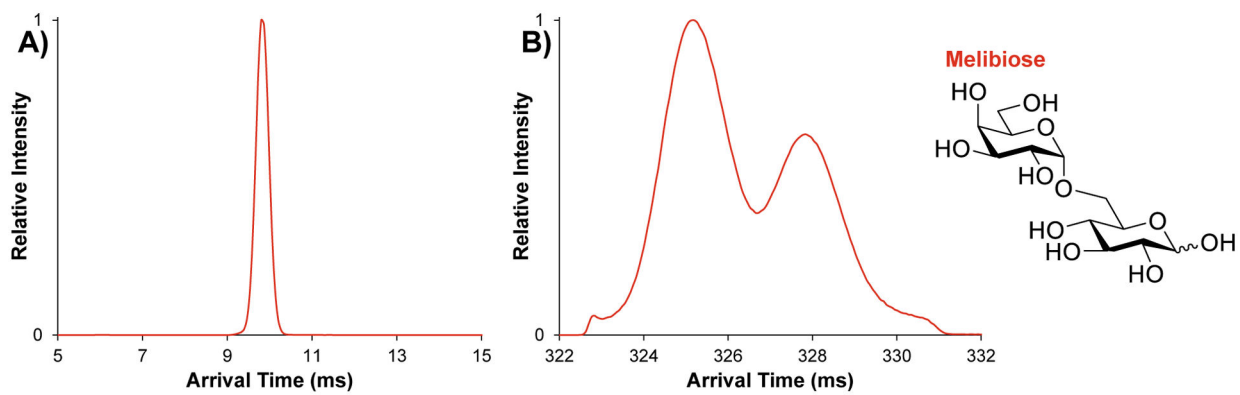 A)
1
0
Relative Intensity
5 7 9 11 13 15
Arrival Time (ms)
B)
1
0
Relative Intensity
322 324 326 328 330 332
Arrival Time (ms)
Melibiose
HO
OH
O
HO
HO
O
HO
O
HO
OH
HO